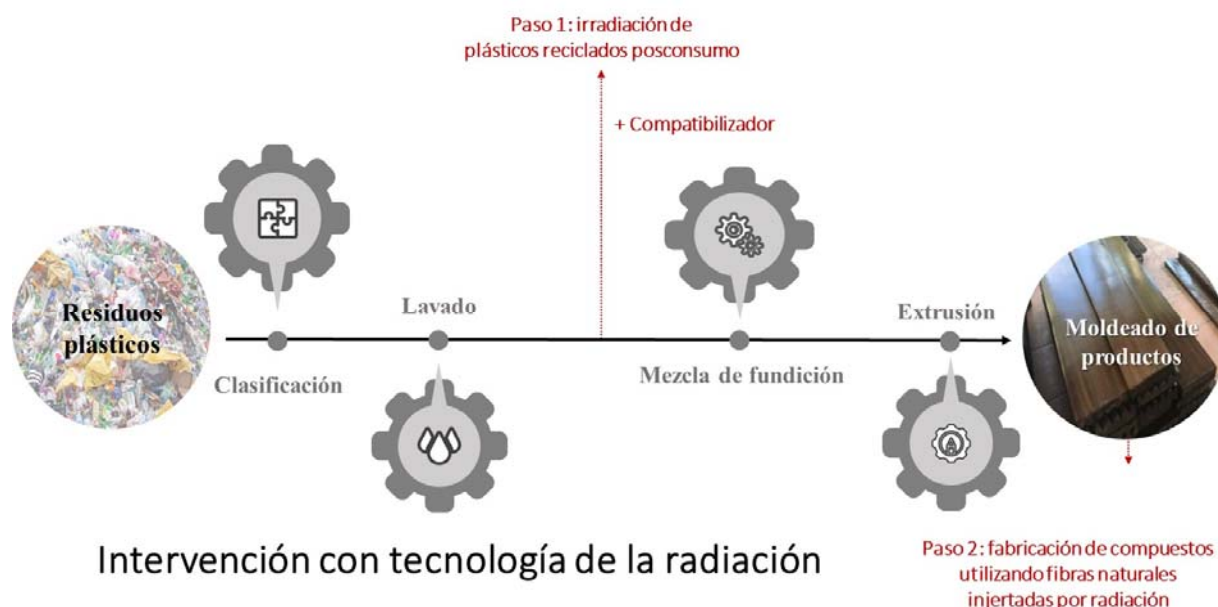 Paso 1: irradiación de
plásticos reciclados posconsumo
+ Compatibilizador
Residuos
plásticos
Clasificación
Lavado
Mezcla de fundición
Extrusión
Moldeado de
productos
Intervención con tecnología de la radiación
Paso 2: fabricación de compuestos
utilizando fibras naturales
injertadas por radiación